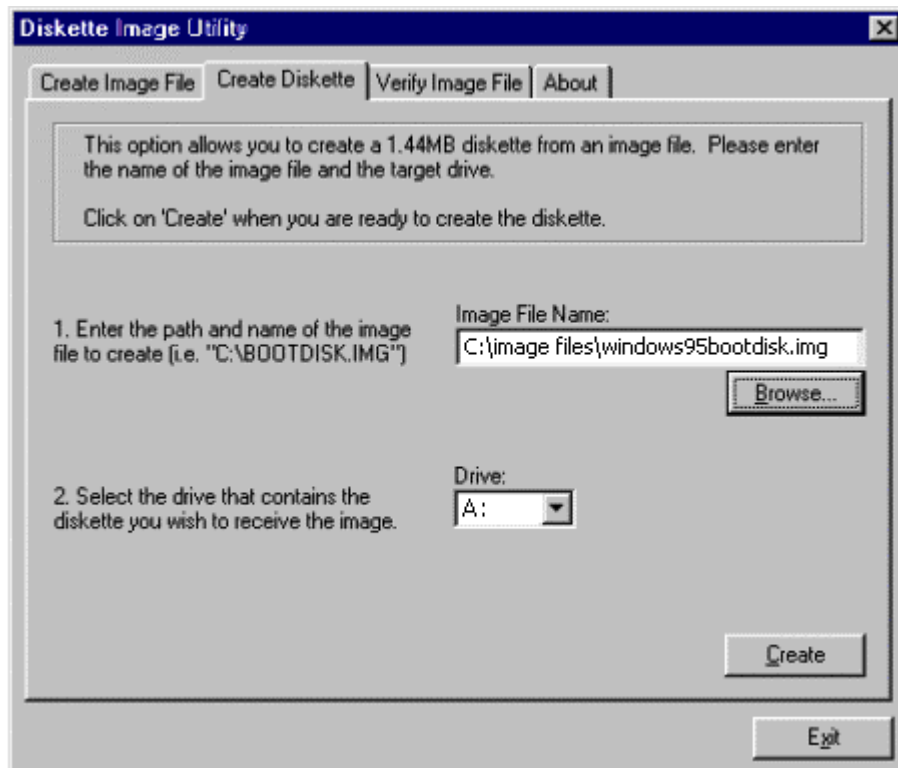 Diskette Image Utility
Create Image File
Create Diskette
Verify Image File
About
This option allows you to create a 1.44MB diskette from an image file. Please enter
the name of the image file and the target drive.
Click on 'Create' when you are ready to create the diskette.
1. Enter the path and name of the image
file to create (i.e. "C:\BOOTDISK.IMG")
Image File Name:
C:\image files\windows95bootdisk.img
Browse...
2. Select the drive that contains the
diskette you wish to receive the image.
Drive:
A:
Create
Exit